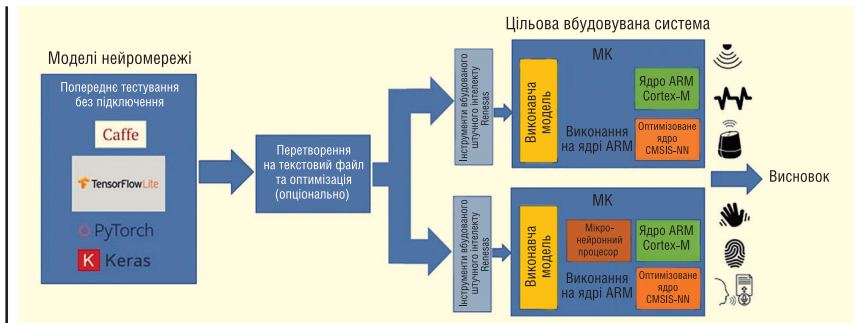 Моделі нейромережі
Попереднє тестування
без підключення
Caffe
TensorFlow Lite
PyTorch
K Keras
Перетворення
на текстовий файл
та оптимізація
(опціонально)
Цільова вбудовувана система
Інструменти вбудованого
штучного інтелекту
Renesas
МК
Виконавча
модель
Ядро ARM
Cortex-M
Виконання
на ядрі ARM
Оптимізоване
ядро
CMSIS-NN
Інструменти вбудованого
штучного інтелекту
Renesas
МК
Виконавча
модель
Мікро-
нейронний
процесор
Ядро ARM
Cortex-M
Виконання
на ядрі ARM
Оптимізоване
ядро
CMSIS-NN
Висновок